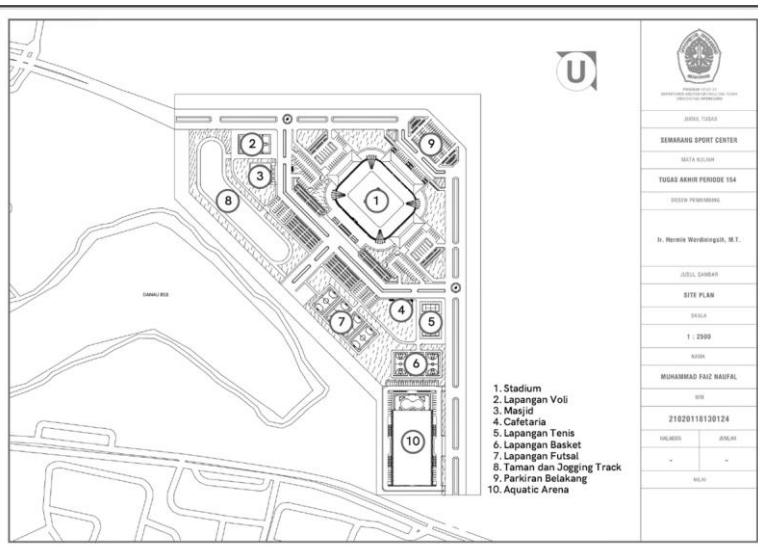 U
2
9
3
1
8
DANAU BSB
4
7
5
6
10
1. Stadium
2. Lapangan Voli
3. Masjid
4. Cafetaria
5. Lapangan Tenis
6. Lapangan Basket
7. Lapangan Futsal
8. Taman dan Jogging Track
9. Parkiran Belakang
10. Aquatic Arena
JUDUL TUGAS
SEMARANG SPORT CENTER
MATA KULIAH
TUGAS AKHIR PERIODE 154
DOSEN PEMBIMBING
Ir. Hermin Werdiningsih, M.T.
JUDUL GAMBAR
SITE PLAN
SKALA
1 : 2500
NAMA
MUHAMMAD FAIZ NAUFAL
NIM
21020118130124
HALAMAN JUMLAH
- -
NILAI